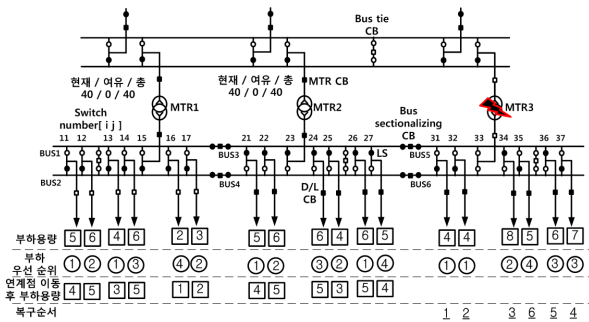 Bus tie
CB
현재 / 여유 / 총
40 / 0 / 40
현재 / 여유 / 총
40 / 0 / 40
MTR CB
MTR1
MTR2
MTR3
Switch
number[ i j ]
Bus
sectionalizing
CB
11 12 13 14 15 16 17
21 22 23 24 25 26 27
31 32 33 34 35 36 37
BUS1
BUS3
LS
BUS5
BUS2
BUS4
BUS6
D/L
CB
부하용량 5 6 4 6 2 3 5 6 6 4 6 5 4 4 8 5 6 7
부하
우선 순위 1 2 1 3 4 2 1 2 3 2 1 3 1 1 2 4 3 3
연계점 이동
후 부하용량 4 5 3 5 1 2 4 5 5 3 5 4
복구순서 1 2 3 6 5 4